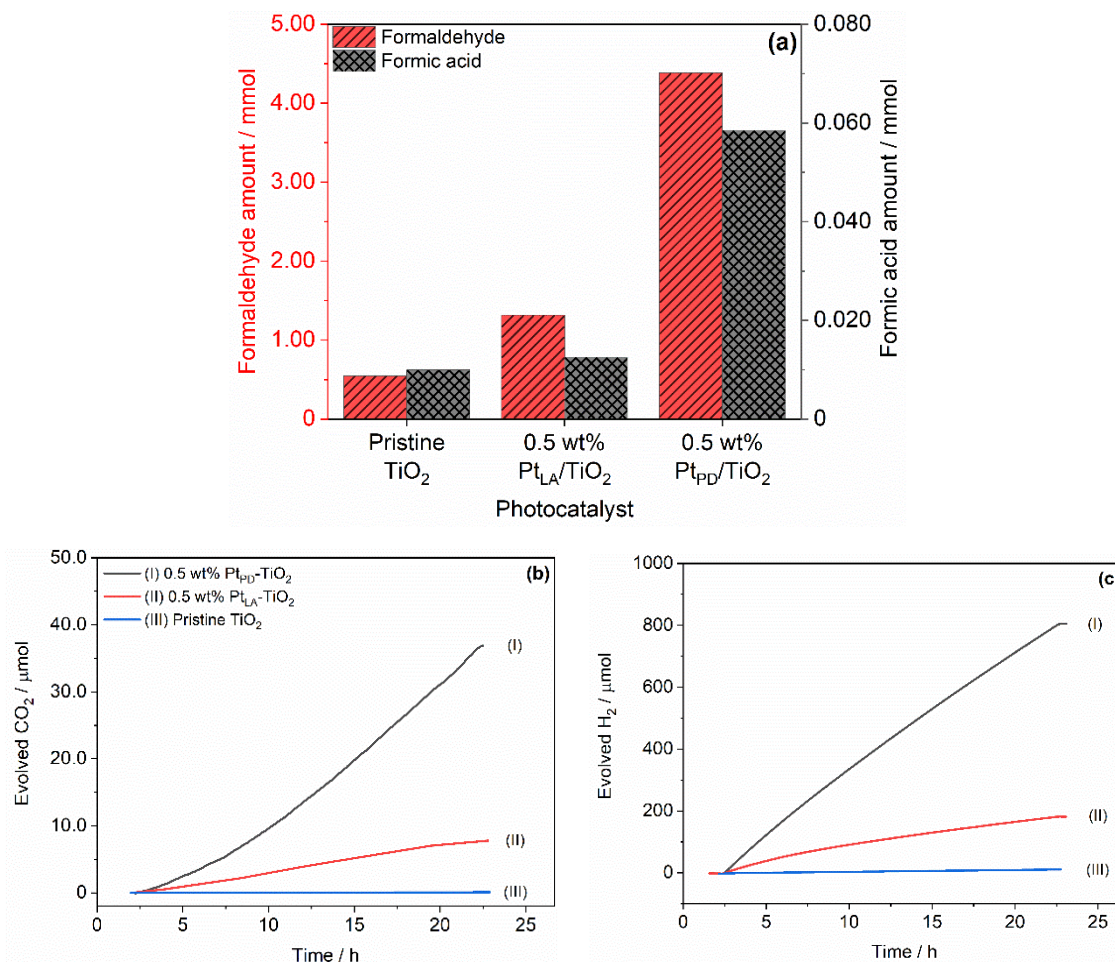 (a)
Formaldehyde
Formic acid
Formaldehyde amount / mmol
5.00
4.00
3.00
2.00
1.00
0
Formic acid amount / mmol
0.080
0.060
0.040
0.020
0
Pristine
TiO₂
0.5 wt%
Pt_LA/TiO₂
0.5 wt%
Pt_PD/TiO₂
Photocatalyst
(b)
(I) 0.5 wt% Pt_PD-TiO₂
(II) 0.5 wt% Pt_LA-TiO₂
(III) Pristine TiO₂
Evolved CO₂ / μmol
50.0
40.0
30.0
20.0
10.0
0
(I)
(II)
(III)
0 5 10 15 20 25
Time / h
(c
Evolved H₂ / μmol
1000
800
600
400
200
0
(I)
(II)
(III)
0 5 10 15 20 25
Time / h